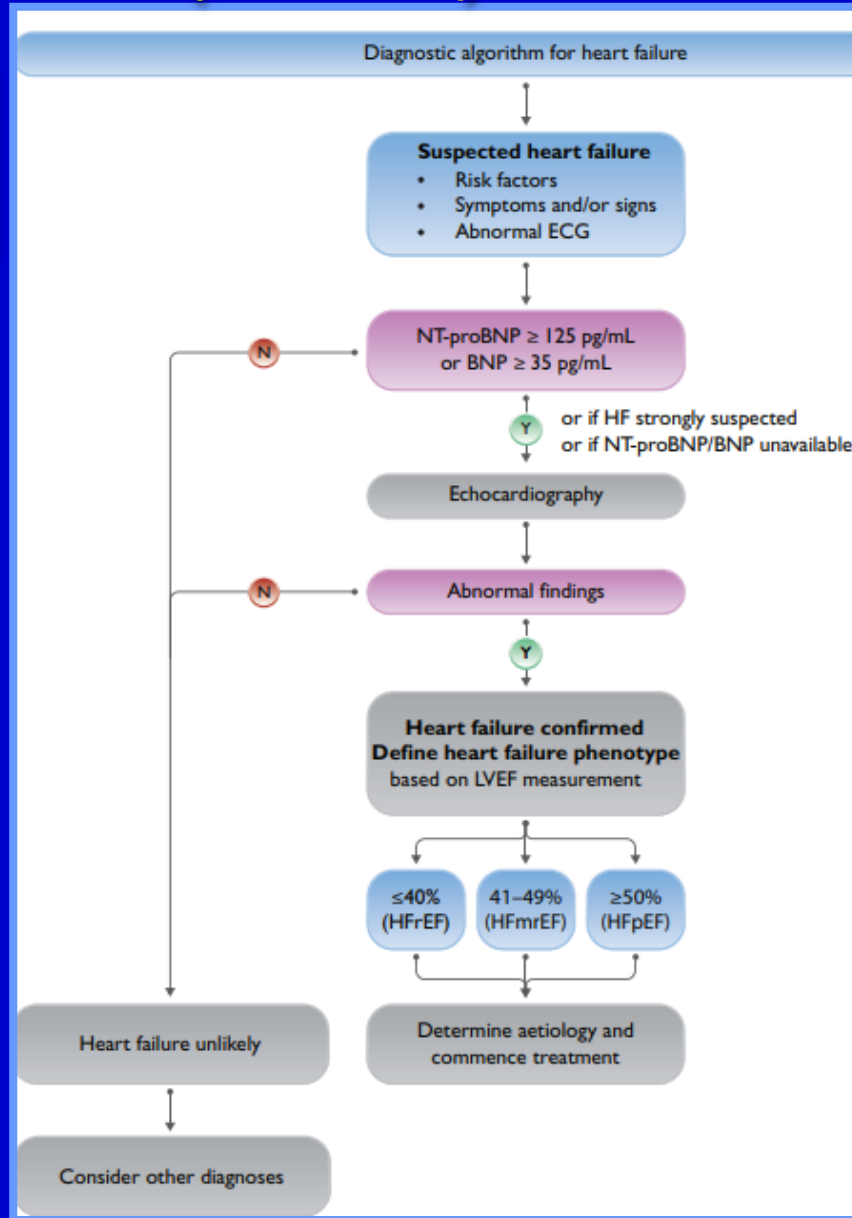 Diagnostic algorithm for heart failure
Suspected heart failure
• Risk factors
• Symptoms and/or signs
• Abnormal ECG
NT-proBNP ≥ 125 pg/mL
or BNP ≥ 35 pg/mL
N
Y
or if HF strongly suspected
or if NT-proBNP/BNP unavailable
Echocardiography
Abnormal findings
N
Y
Heart failure confirmed
Define heart failure phenotype
based on LVEF measurement
≤40%
(HFrEF)
41–49%
(HFmrEF)
≥50%
(HFpEF)
Heart failure unlikely
Determine aetiology and
commence treatment
Consider other diagnoses